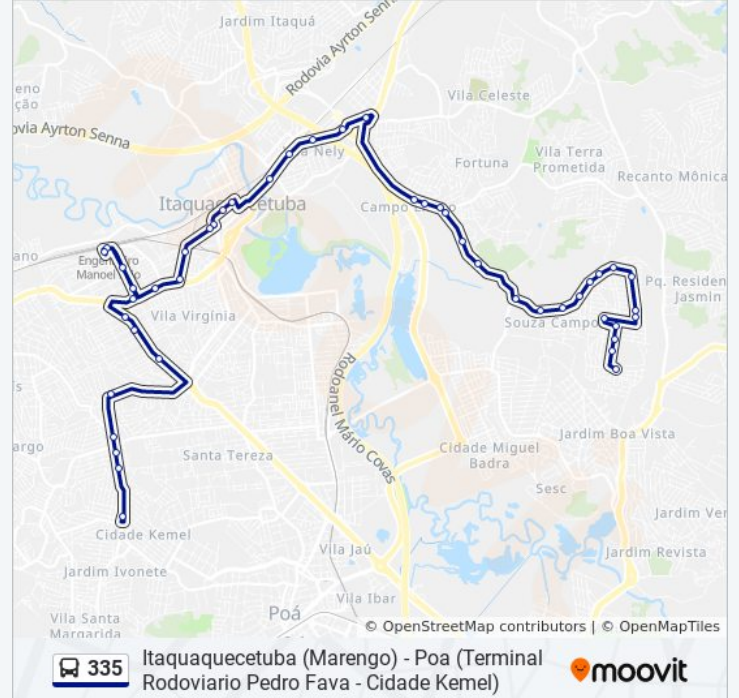 Jardim Itaquá
Rodovia Ayrton Senna
Vila Celeste
Rodovia Ayrton Senna
Nely
Fortuna
Vila Terra
Prometida
Recanto Mônica
Itaquaquecetuba
Campo
Manoel
Pq. Residen
Jasmin
Vila Virgínia
Souza Campos
Rodoanel Mário Covas
Jardim Boa Vista
Santa Tereza
Cidade Miguel
Badra
Sesc
Jardim Ver
Cidade Kemel
Vila Jaú
Jardim Revista
Jardim Ivonete
Vila Ibar
Vila Santa
Margarida
Poá
© OpenStreetMap contributors | © OpenMapTiles
335
Itaquaquecetuba (Marengo) - Poa (Terminal
Rodoviario Pedro Fava - Cidade Kemel)
moovit